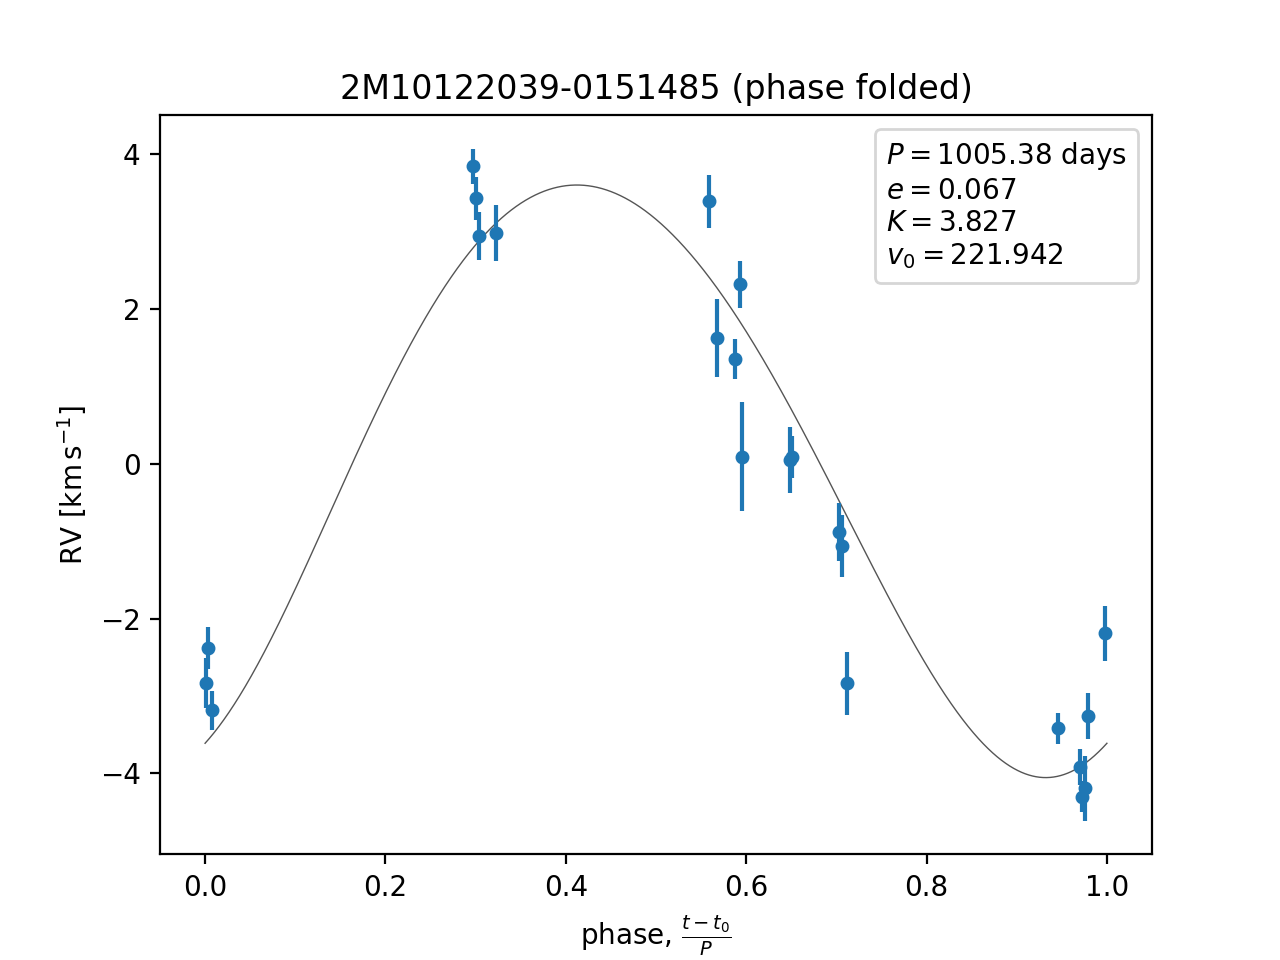 2M10122039-0151485 (phase folded)
P = 1005.38 days
e = 0.067
K = 3.827
v₀ = 221.942
4
2
0
−2
−4
RV [km s⁻¹]
0.0 0.2 0.4 0.6 0.8 1.0
phase, (t − t₀)/P